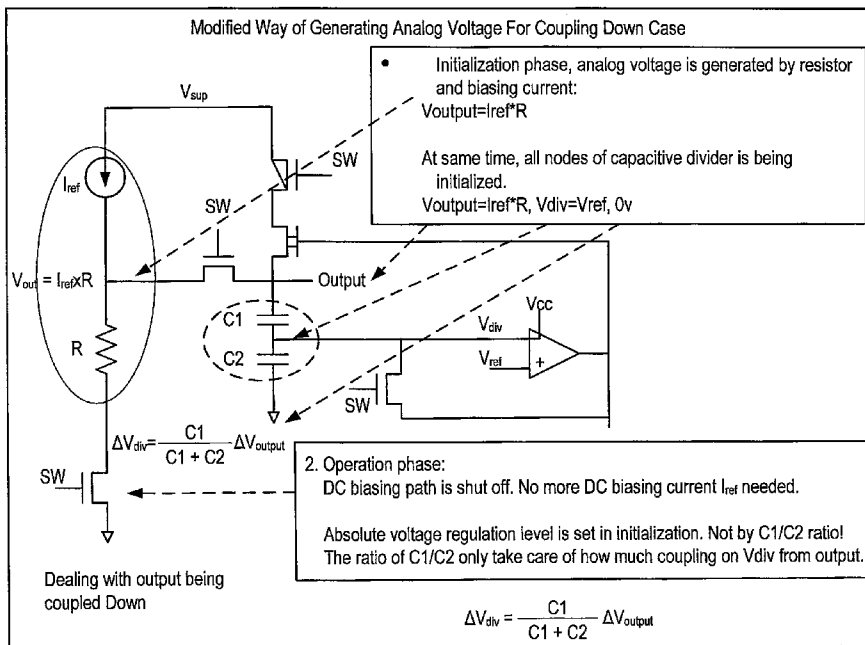 Modified Way of Generating Analog Voltage For Coupling Down Case
• Initialization phase, analog voltage is generated by resistor
and biasing current:
Voutput=Iref*R
At same time, all nodes of capacitive divider is being
initialized.
Voutput=Iref*R, Vdiv=Vref, 0v
Vsup
Iref
SW
SW
Vout = IrefxR
Output
R
C1
C2
Vdiv
Vcc
Vref
+
SW
ΔVdiv= C1 / C1 + C2 ΔVoutput
SW
2. Operation phase:
DC biasing path is shut off. No more DC biasing current Iref needed.
Absolute voltage regulation level is set in initialization. Not by C1/C2 ratio!
The ratio of C1/C2 only take care of how much coupling on Vdiv from output.
Dealing with output being
coupled Down
ΔVdiv = C1 / C1 + C2 ΔVoutput